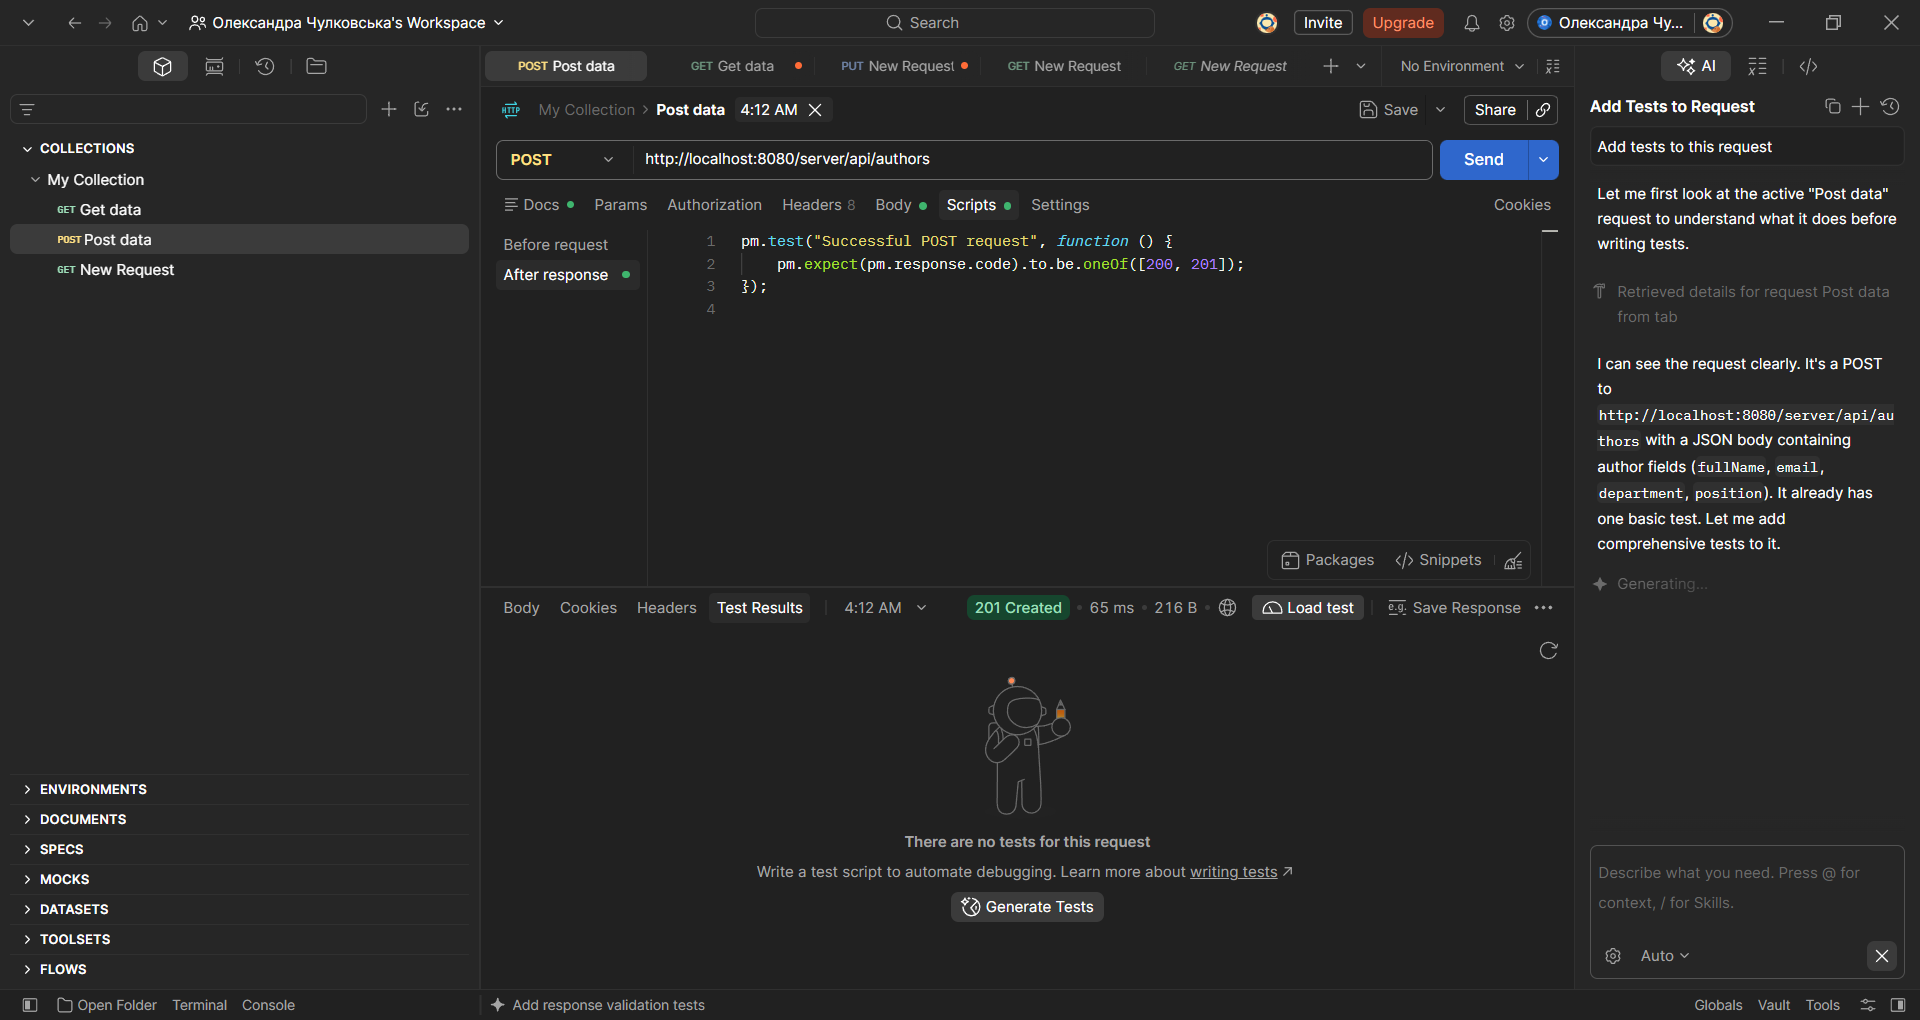 Олександра Чулковська's Workspace
Search
Invite
Upgrade
Олександра Чу...
POST Post data
GET Get data
PUT New Request
GET New Request
GET New Request
No Environment
AI
My Collection > Post data 4:12 AM
Save
Share
Add Tests to Request
COLLECTIONS
My Collection
GET Get data
POST Post data
GET New Request
POST
http://localhost:8080/server/api/authors
Send
Docs
Params
Authorization
Headers 8
Body
Scripts
Settings
Cookies
Before request
After response
1 pm.test("Successful POST request", function () {
2 pm.expect(pm.response.code).to.be.oneOf([200, 201]);
3 });
4
Packages
Snippets
Body
Cookies
Headers
Test Results
4:12 AM
201 Created
65 ms
216 B
Load test
e.g. Save Response
There are no tests for this request
Write a test script to automate debugging. Learn more about writing tests
Generate Tests
Add tests to this request
Let me first look at the active "Post data"
request to understand what it does before
writing tests.
Retrieved details for request Post data
from tab
I can see the request clearly. It's a POST
to
http://localhost:8080/server/api/au
thors with a JSON body containing
author fields (fullName, email,
department, position). It already has
one basic test. Let me add
comprehensive tests to it.
Generating...
Describe what you need. Press @ for
context, / for Skills.
Auto
ENVIRONMENTS
DOCUMENTS
SPECS
MOCKS
DATASETS
TOOLSETS
FLOWS
Open Folder
Terminal
Console
Add response validation tests
Globals
Vault
Tools